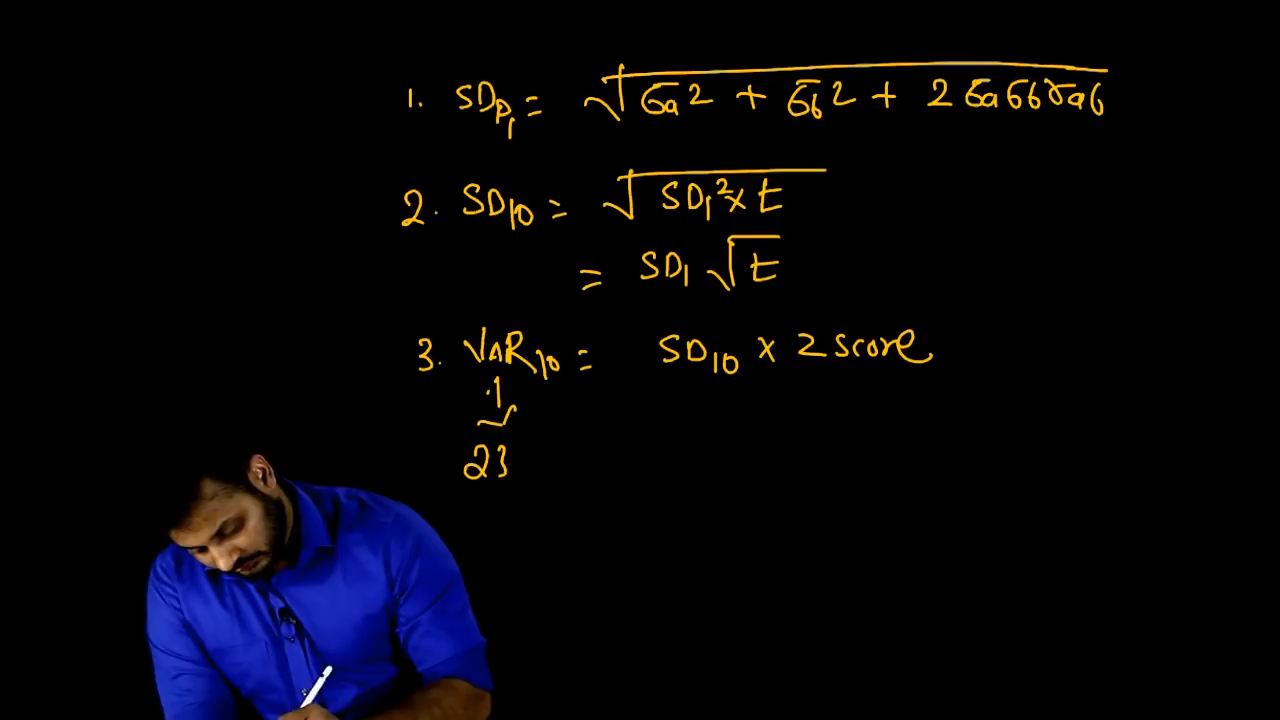 1. SDP₁ = √σa2 + σb2 + 2σaσbγab
2. SD10 = √SD₁²× t
= SD₁ √t
3. VAR10 = SD10 × Z score
.1
23